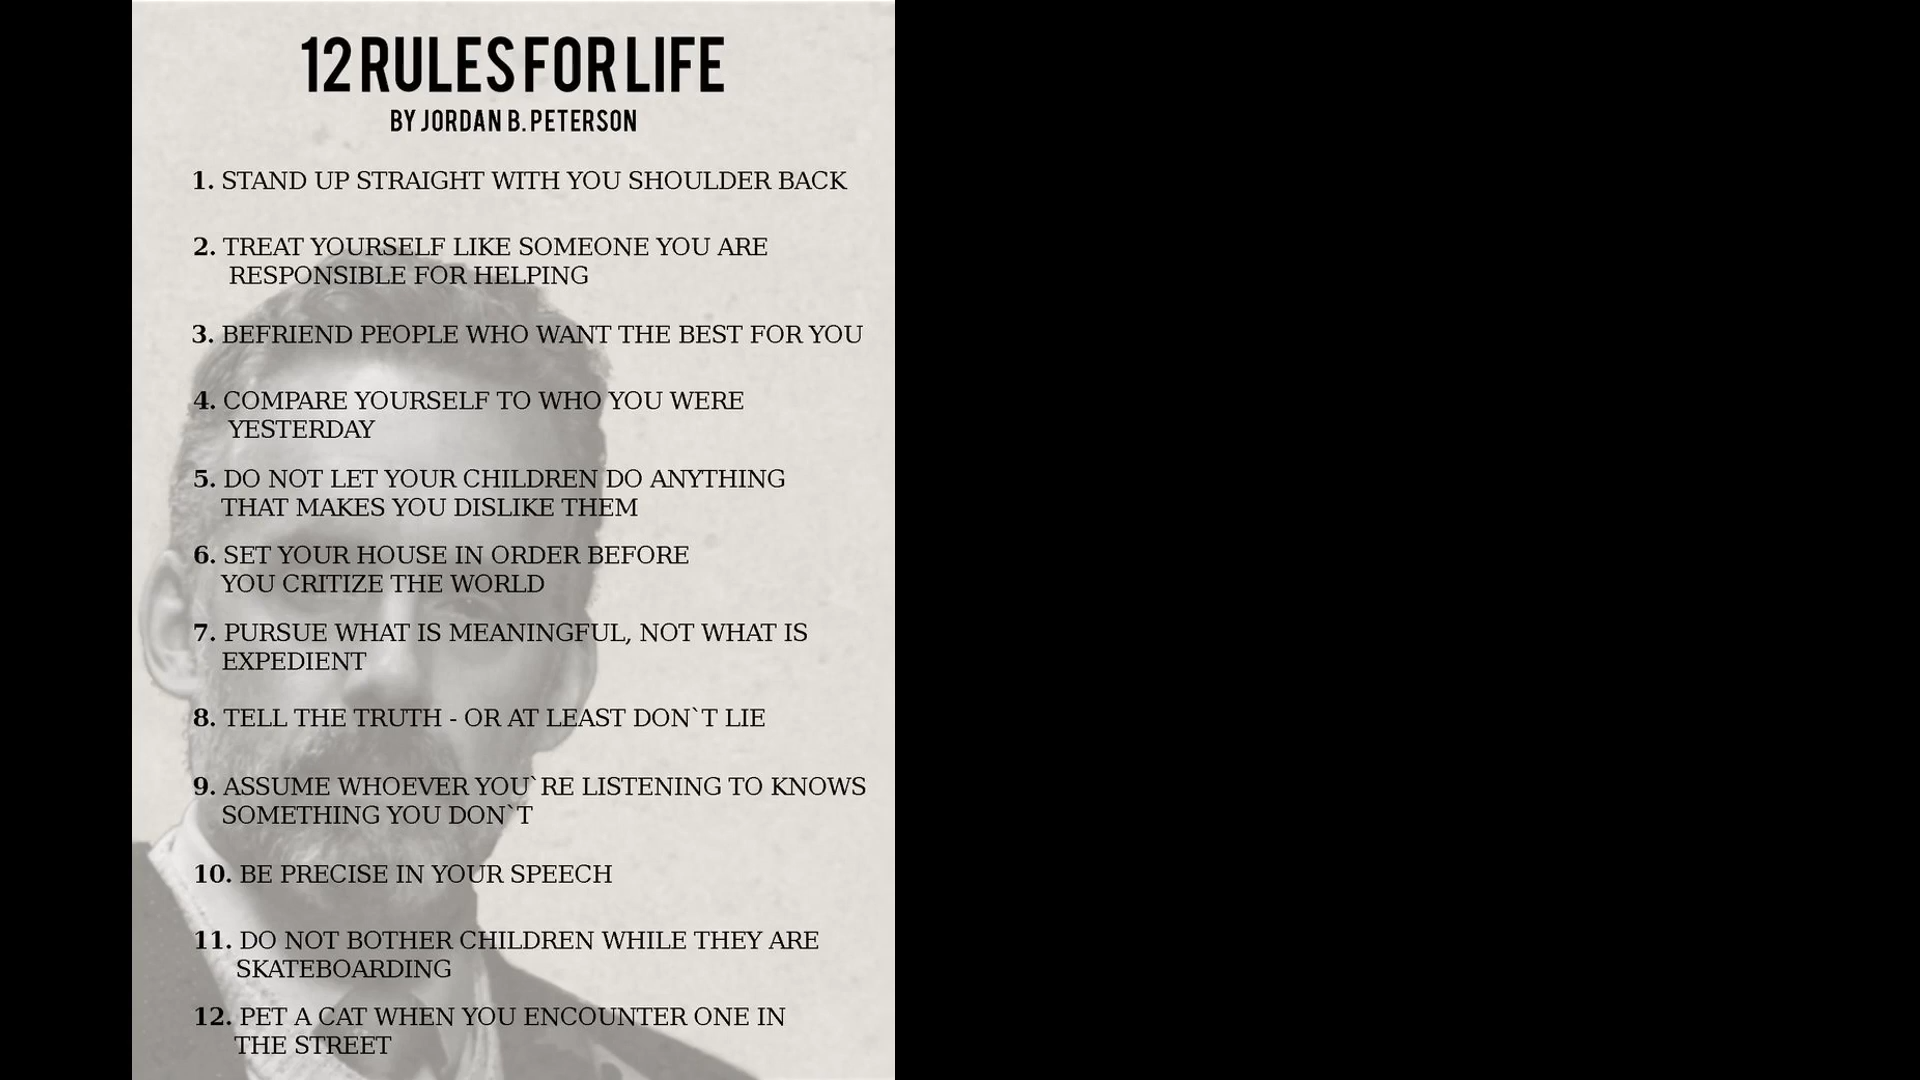 12 RULES FOR LIFE
BY JORDAN B. PETERSON
1. STAND UP STRAIGHT WITH YOU SHOULDER BACK
2. TREAT YOURSELF LIKE SOMEONE YOU ARE
RESPONSIBLE FOR HELPING
3. BEFRIEND PEOPLE WHO WANT THE BEST FOR YOU
4. COMPARE YOURSELF TO WHO YOU WERE
YESTERDAY
5. DO NOT LET YOUR CHILDREN DO ANYTHING
THAT MAKES YOU DISLIKE THEM
6. SET YOUR HOUSE IN ORDER BEFORE
YOU CRITIZE THE WORLD
7. PURSUE WHAT IS MEANINGFUL, NOT WHAT IS
EXPEDIENT
8. TELL THE TRUTH - OR AT LEAST DON`T LIE
9. ASSUME WHOEVER YOU`RE LISTENING TO KNOWS
SOMETHING YOU DON`T
10. BE PRECISE IN YOUR SPEECH
11. DO NOT BOTHER CHILDREN WHILE THEY ARE
SKATEBOARDING
12. PET A CAT WHEN YOU ENCOUNTER ONE IN
THE STREET